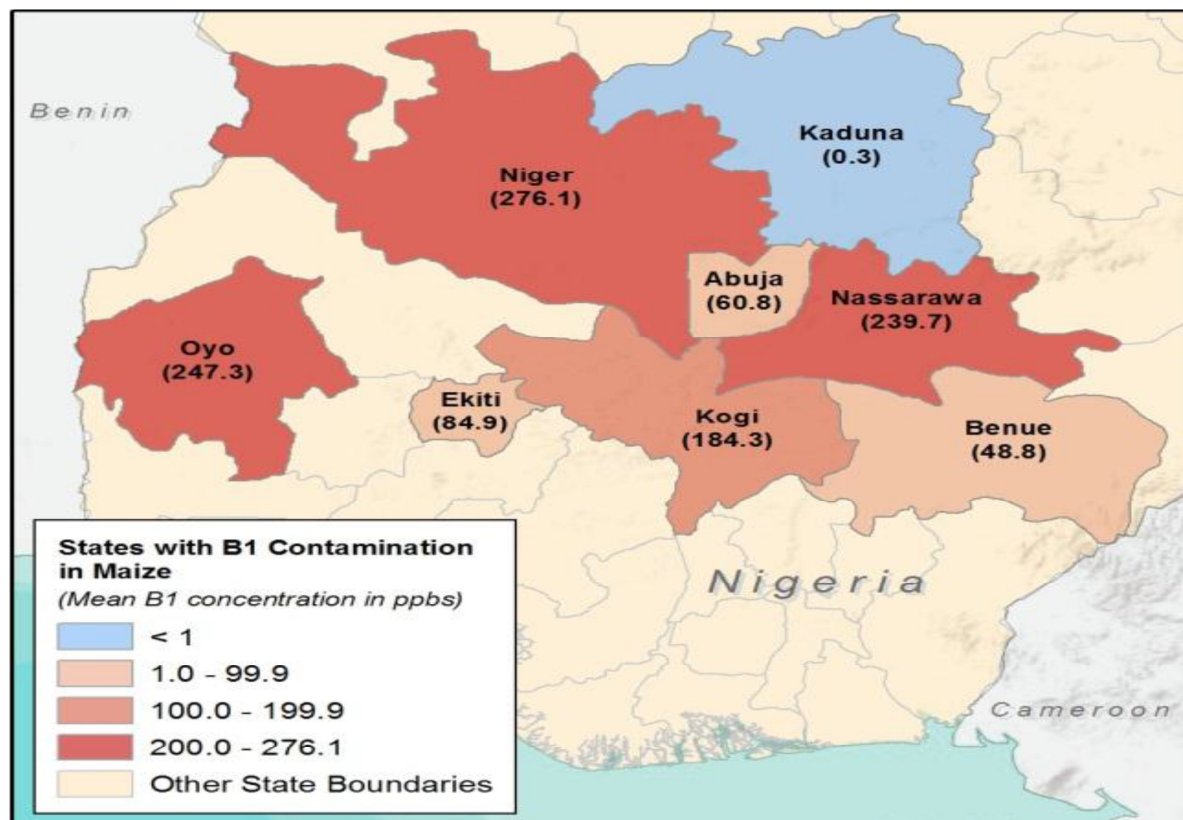 Benin
Kaduna
(0.3)
Niger
(276.1)
Abuja
(60.8)
Nassarawa
(239.7)
Oyo
(247.3)
Ekiti
(84.9)
Kogi
(184.3)
Benue
(48.8)
Nigeria
Cameroon
States with B1 Contamination
in Maize
(Mean B1 concentration in ppbs)
< 1
1.0 - 99.9
100.0 - 199.9
200.0 - 276.1
Other State Boundaries